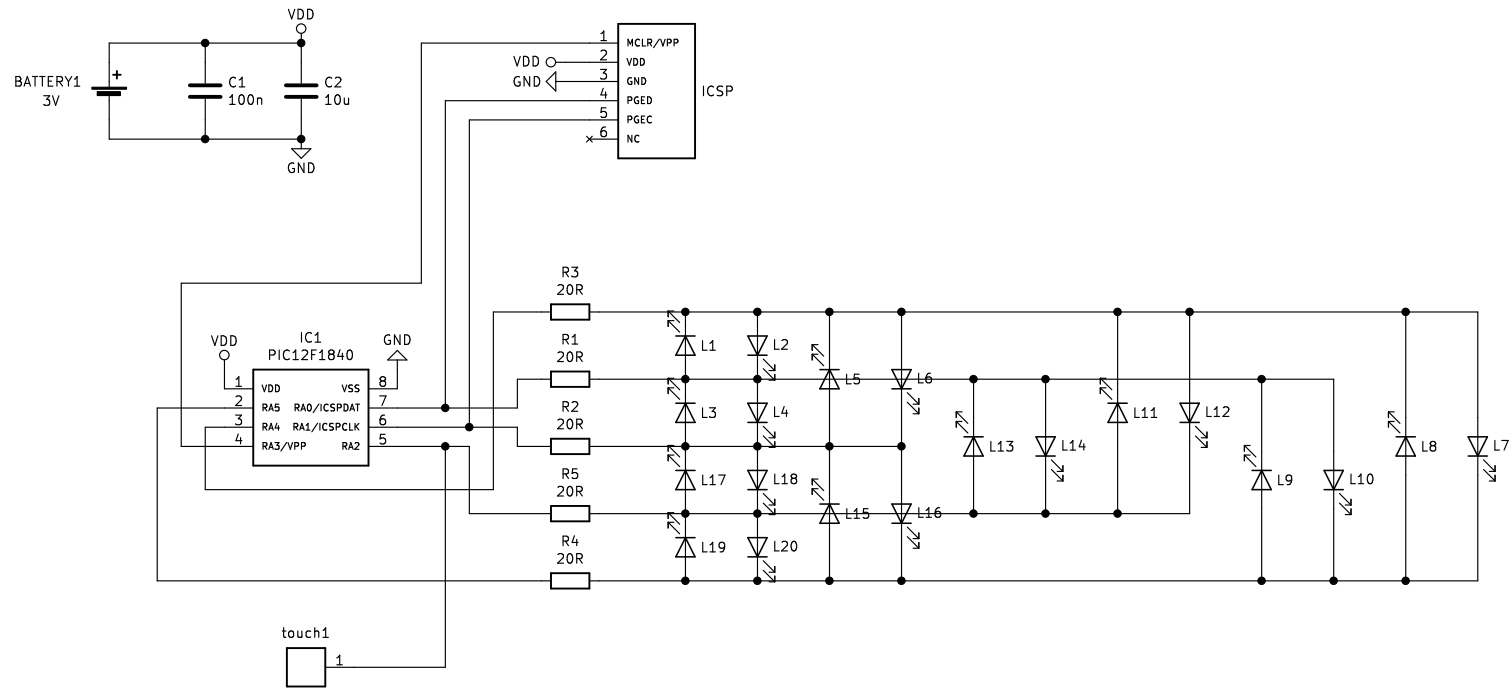 VDD
BATTERY1
3V
+
C1
100n
C2
10u
GND
1 MCLR/VPP
VDD 2 VDD
GND 3 GND
4 PGED
5 PGEC
6 NC
ICSP
IC1
PIC12F1840
VDD
GND
1 VDD VSS 8
2 RA5 RA0/ICSPDAT 7
3 RA4 RA1/ICSPCLK 6
4 RA3/VPP RA2 5
R3
20R
R1
20R
R2
20R
R5
20R
R4
20R
L1
L2
L5
L6
L3
L4
L11
L12
L13
L14
L8
L7
L17
L18
L9
L10
L15
L16
L19
L20
touch1
1